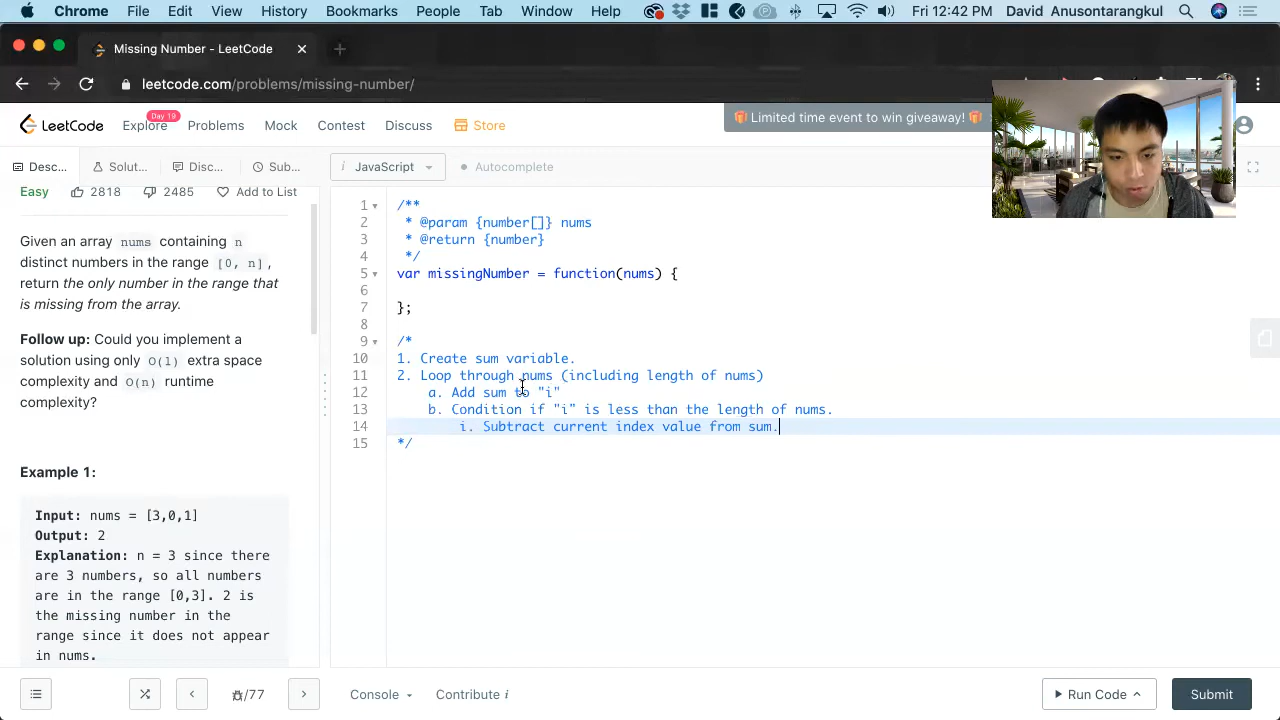 Chrome File Edit View History Bookmarks People Tab Window Help Fri 12:42 PM David Anusontarangkul
Missing Number - LeetCode
leetcode.com/problems/missing-number/
LeetCode Explore Day 19 Problems Mock Contest Discuss Store
🎁 Limited time event to win giveaway! 🎁
Desc... Solut... Disc... Sub...
i JavaScript Autocomplete
Easy 2818 2485 Add to List
Given an array nums containing n
distinct numbers in the range [0, n],
return the only number in the range that
is missing from the array.
Follow up: Could you implement a
solution using only O(1) extra space
complexity and O(n) runtime
complexity?
Example 1:
Input: nums = [3,0,1]
Output: 2
Explanation: n = 3 since there
are 3 numbers, so all numbers
are in the range [0,3]. 2 is
the missing number in the
range since it does not appear
in nums.
1 /**
2 * @param {number[]} nums
3 * @return {number}
4 */
5 var missingNumber = function(nums) {
6
7 };
8
9 /*
10 1. Create sum variable.
11 2. Loop through nums (including length of nums)
12 a. Add sum to "i"
13 b. Condition if "i" is less than the length of nums.
14 i. Subtract current index value from sum.
15 */
/77
Console Contribute i
Run Code
Submit